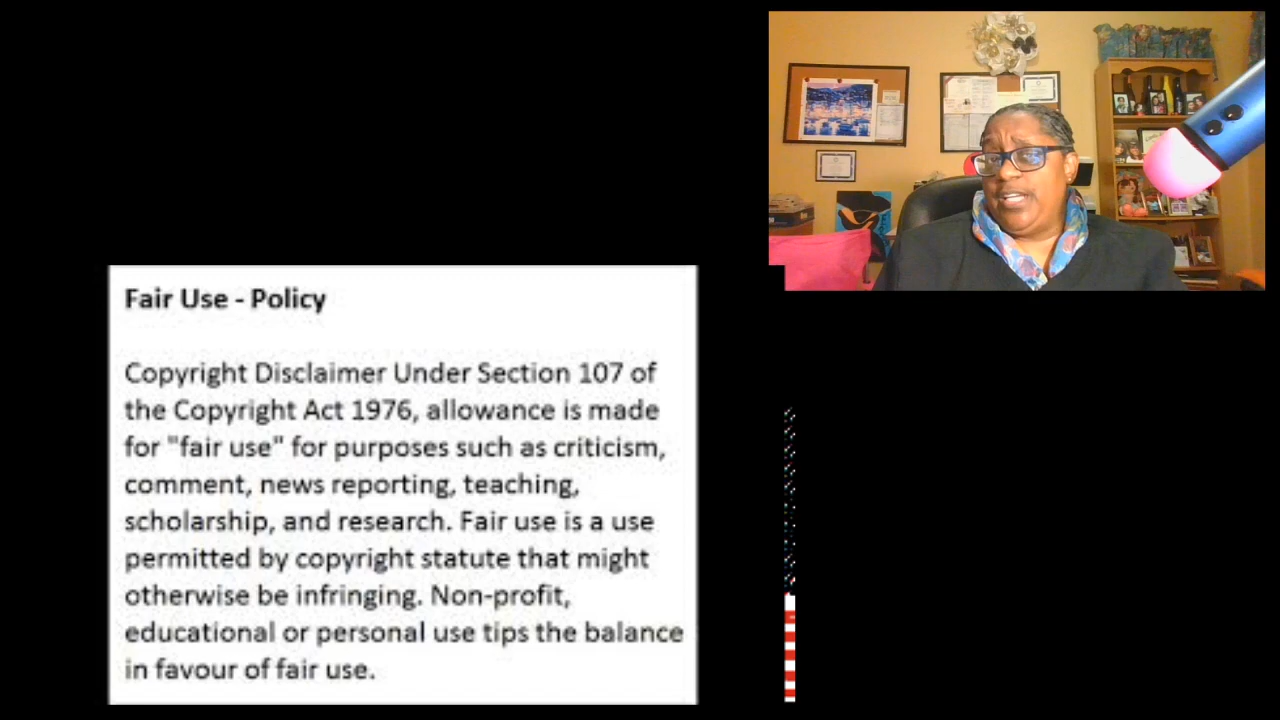 Fair Use - Policy
Copyright Disclaimer Under Section 107 of
the Copyright Act 1976, allowance is made
for "fair use" for purposes such as criticism,
comment, news reporting, teaching,
scholarship, and research. Fair use is a use
permitted by copyright statute that might
otherwise be infringing. Non-profit,
educational or personal use tips the balance
in favour of fair use.